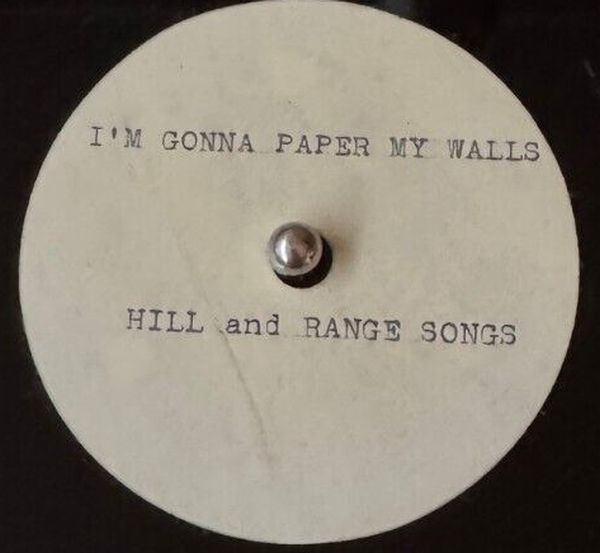 I'M GONNA PAPER MY WALLS
HILL and RANGE SONGS